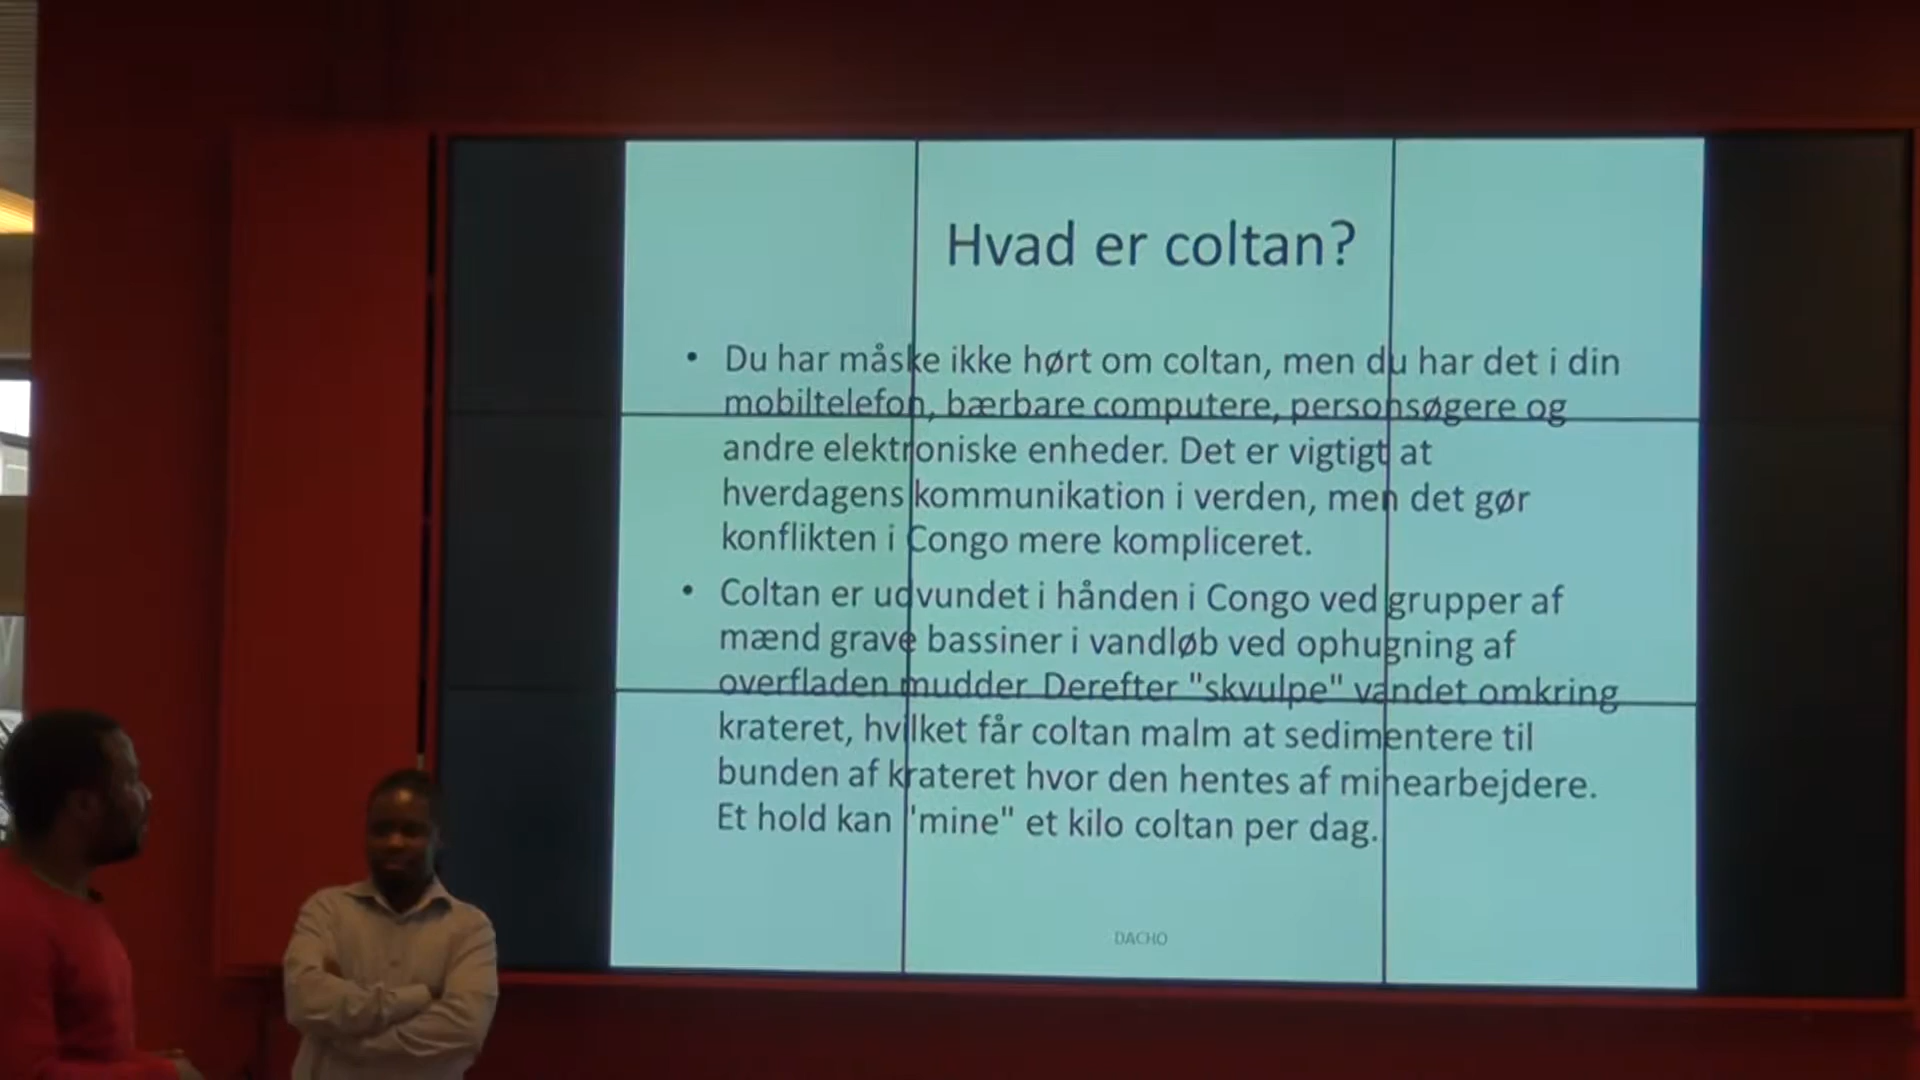 Hvad er coltan?
• Du har måske ikke hørt om coltan, men du har det i din
mobiltelefon, bærbare computere, personsøgere og
andre elektroniske enheder. Det er vigtigt at
hverdagens kommunikation i verden, men det gør
konflikten i Congo mere kompliceret.
• Coltan er udvundet i hånden i Congo ved grupper af
mænd grave bassiner i vandløb ved ophugning af
overfladen mudder. Derefter "skvulpe" vandet omkring
krateret, hvilket får coltan malm at sedimentere til
bunden af krateret hvor den hentes af minearbejdere.
Et hold kan "mine" et kilo coltan per dag.
DACHO